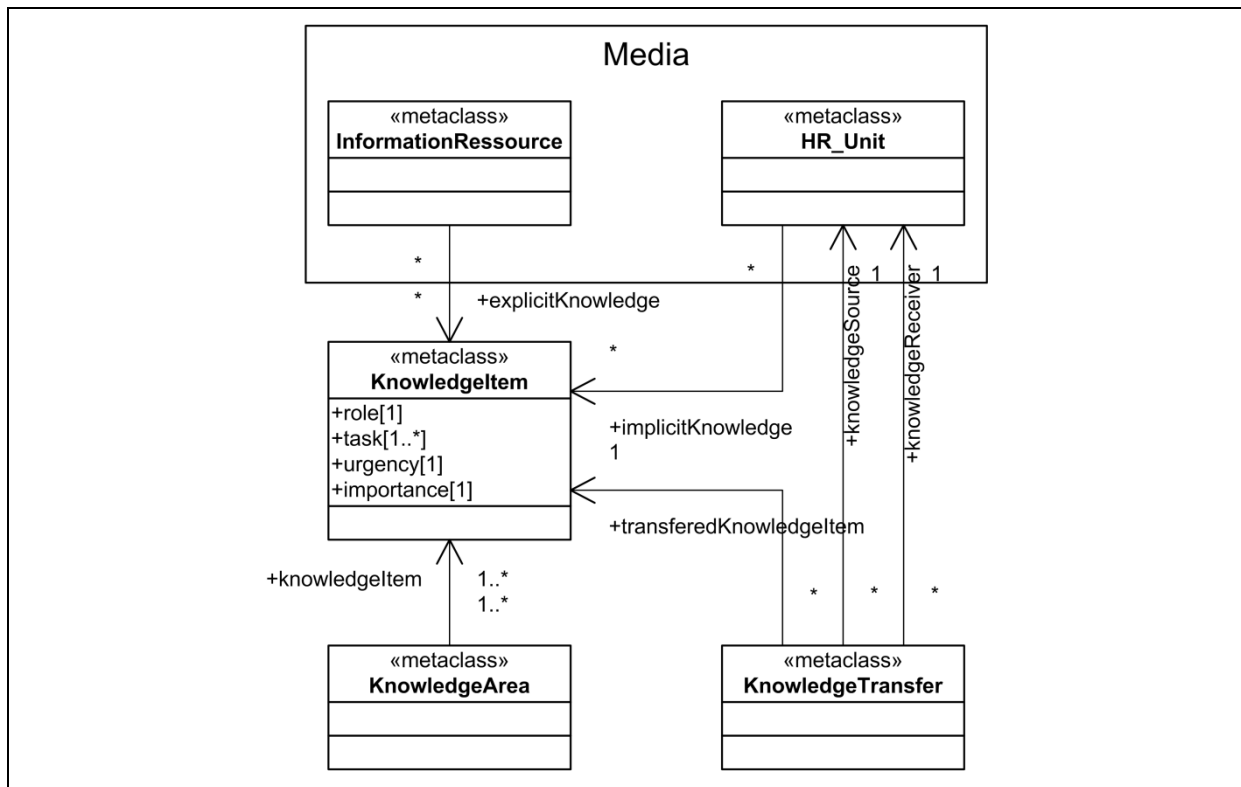 Media
«metaclass»
InformationRessource
«metaclass»
HR_Unit
*
*
+explicitKnowledge
*
*
+implicitKnowledge
+knowledgeSource
1
+knowledgeReceiver
1
«metaclass»
KnowledgeItem
+role[1]
+task[1..*]
+urgency[1]
+importance[1]
1
+transferedKnowledgeItem
*
*
*
+knowledgeItem
1..*
1..*
«metaclass»
KnowledgeArea
«metaclass»
KnowledgeTransfer